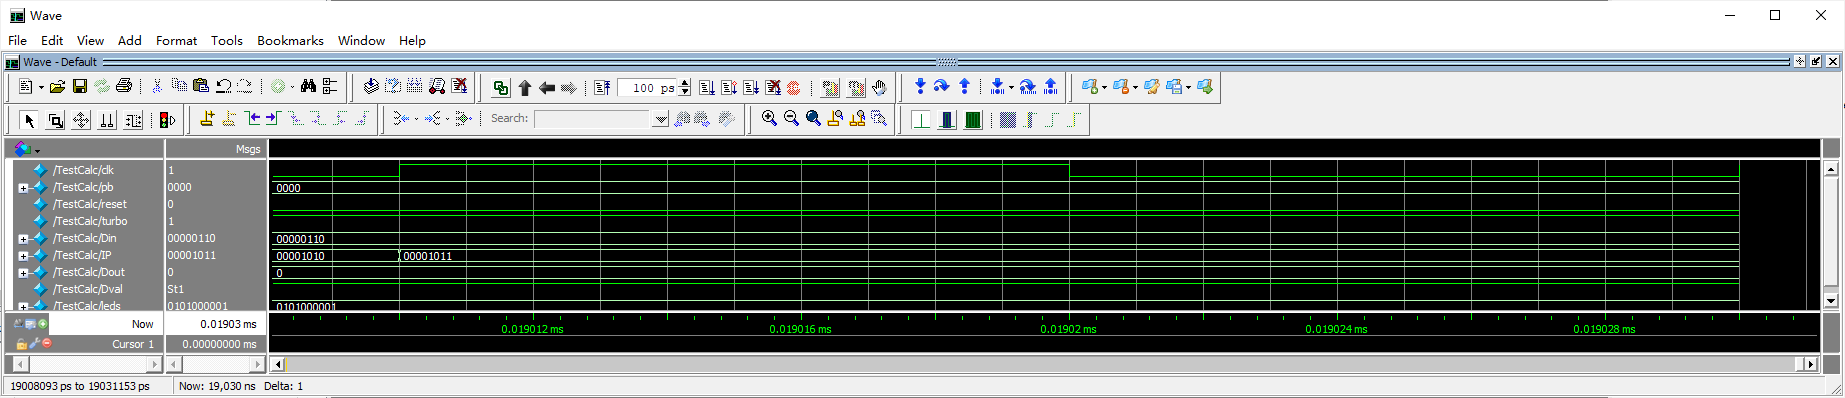 Wave
File Edit View Add Format Tools Bookmarks Window Help
Wave - Default
100 ps
Search:
Msgs
/TestCalc/clk 1
/TestCalc/pb 0000 0000
/TestCalc/reset 0
/TestCalc/turbo 1
/TestCalc/Din 00000110 00000110
/TestCalc/IP 00001011 00001010 00001011
/TestCalc/Dout 0 0
/TestCalc/Dval St1
/TestCalc/leds 0101000001 0101000001
Now 0.01903 ms 0.019012 ms 0.019016 ms 0.01902 ms 0.019024 ms 0.019028 ms
Cursor 1 0.00000000 ms
19008093 ps to 19031153 ps Now: 19,030 ns Delta: 1